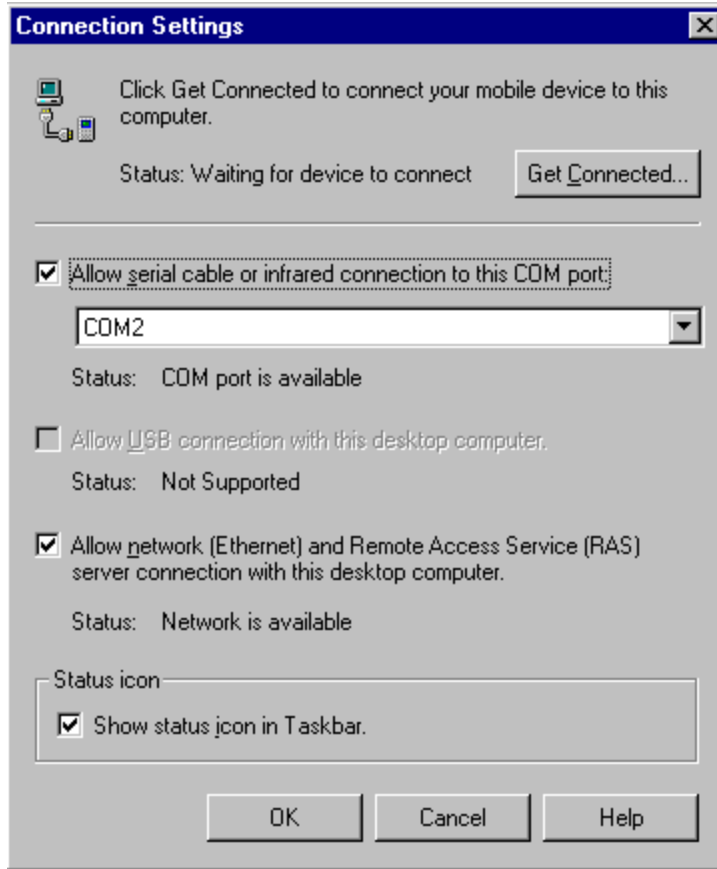 Connection Settings
Click Get Connected to connect your mobile device to this
computer.
Status: Waiting for device to connect
Get Connected...
Allow serial cable or infrared connection to this COM port:
COM2
Status: COM port is available
Allow USB connection with this desktop computer.
Status: Not Supported
Allow network (Ethernet) and Remote Access Service (RAS)
server connection with this desktop computer.
Status: Network is available
Status icon
Show status icon in Taskbar.
OK
Cancel
Help